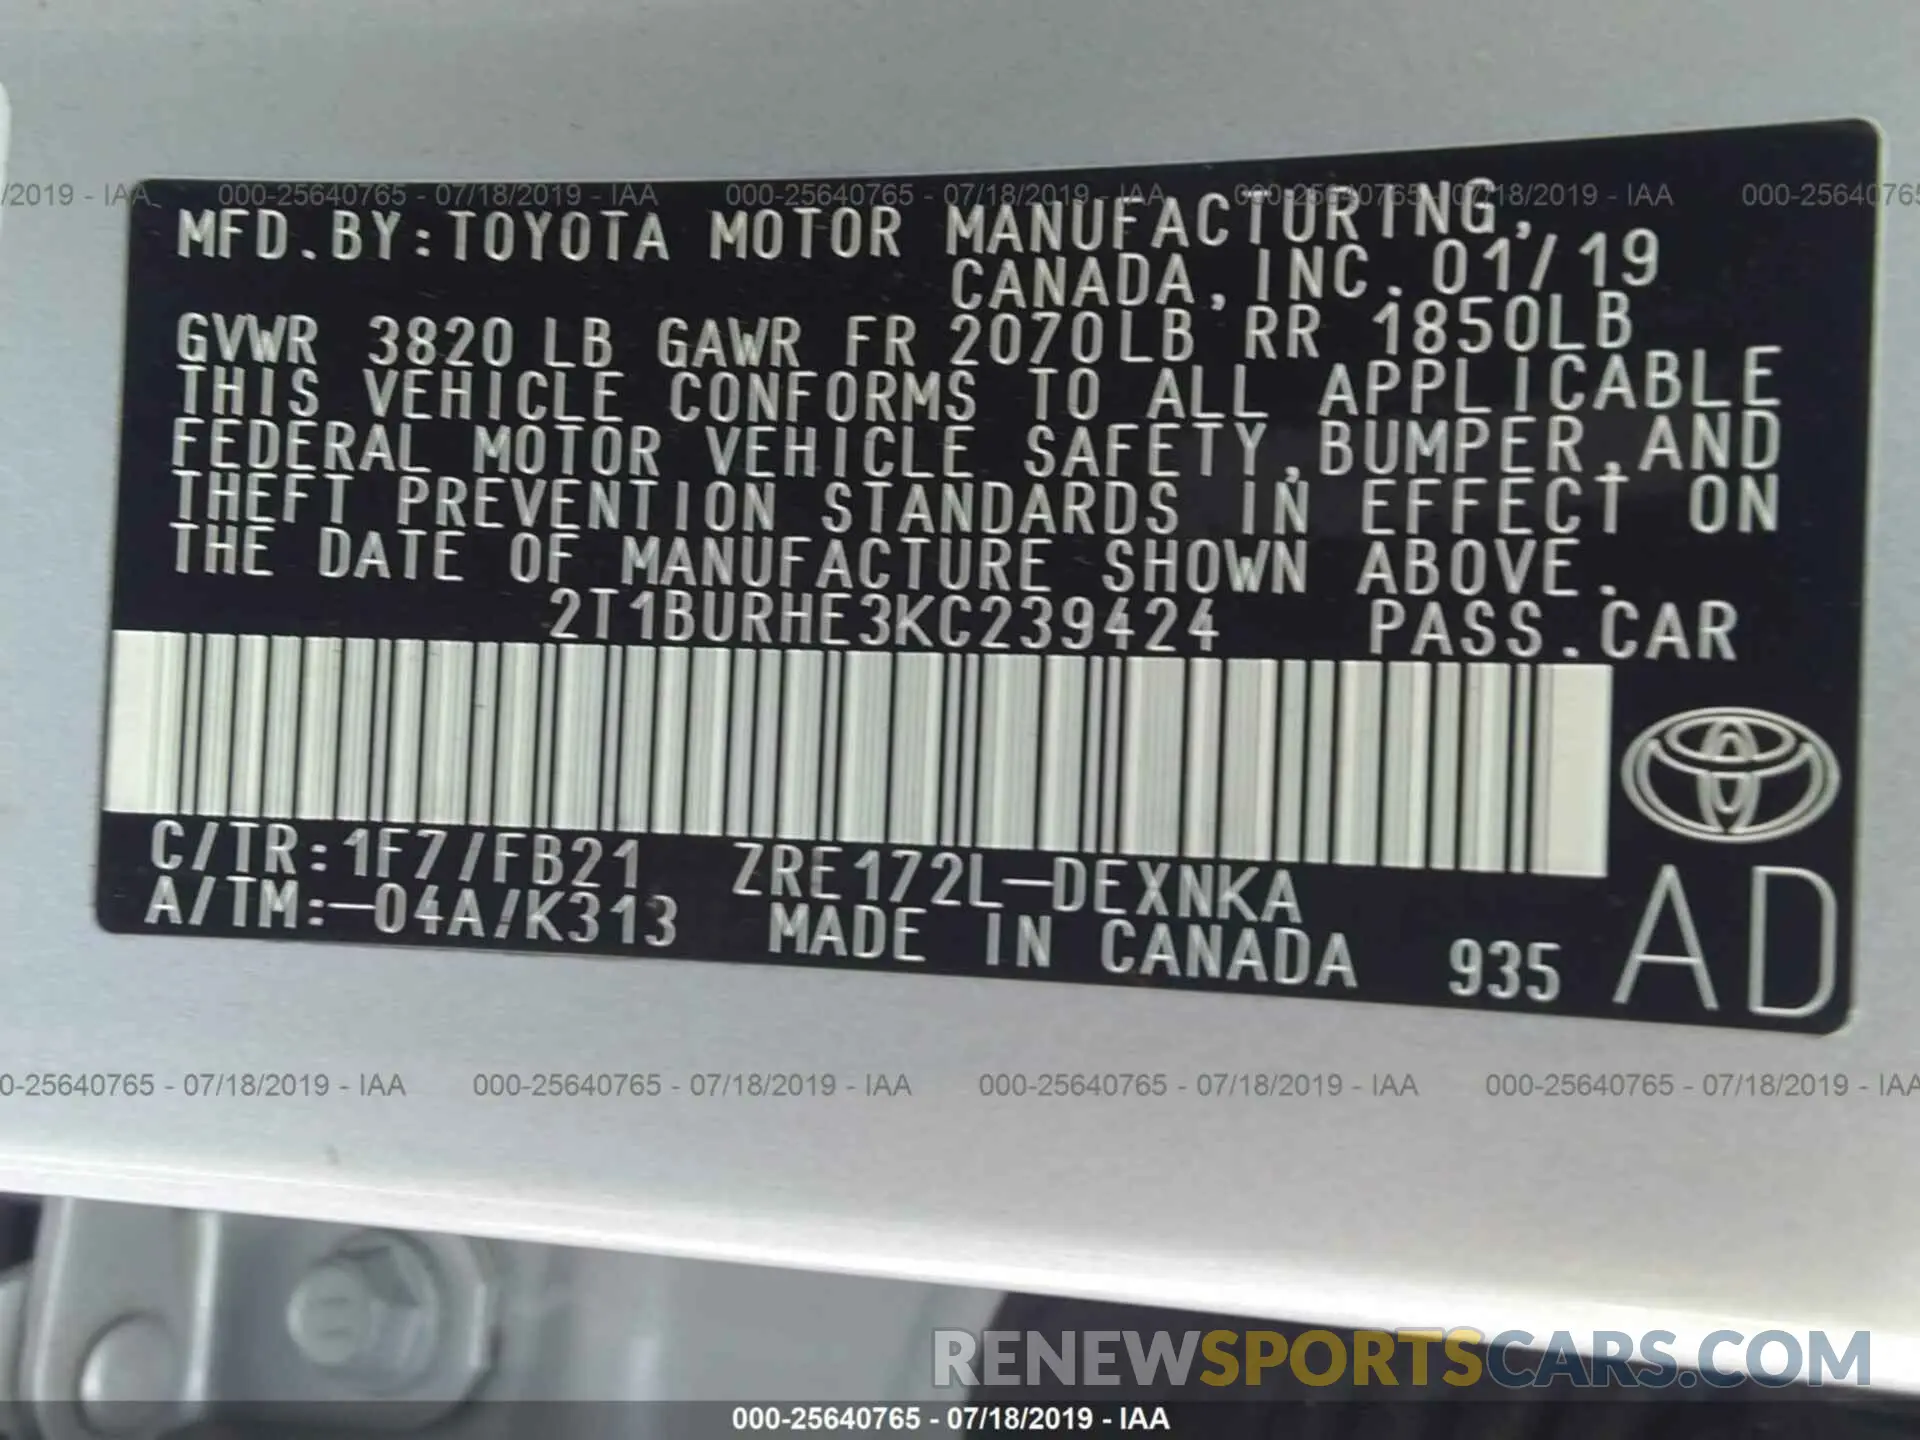 /2019 - IAA 000-25640765 - 07/18/2019 - IAA 000-25640765 - 07/18/2019 - IAA 000-25640765 - 07/18/2019 - IAA 000-25640765
MFD.BY:TOYOTA MOTOR MANUFACTURING,
CANADA, INC. 01/19
GVWR 3820 LB GAWR FR 2070LB RR 1850LB
THIS VEHICLE CONFORMS TO ALL APPLICABLE
FEDERAL MOTOR VEHICLE SAFETY,BUMPER,AND
THEFT PREVENTION STANDARDS IN EFFECT ON
THE DATE OF MANUFACTURE SHOWN ABOVE.
2T1BURHE3KC239424 PASS.CAR
C/TR:1F7/FB21 ZRE172L-DEXNKA
A/TM:-04A/K313 MADE IN CANADA 935 AD
0-25640765 - 07/18/2019 - IAA 000-25640765 - 07/18/2019 - IAA 000-25640765 - 07/18/2019 - IAA 000-25640765 - 07/18/2019 - IAA
RENEWSPORTSCARS.COM
000-25640765 - 07/18/2019 - IAA